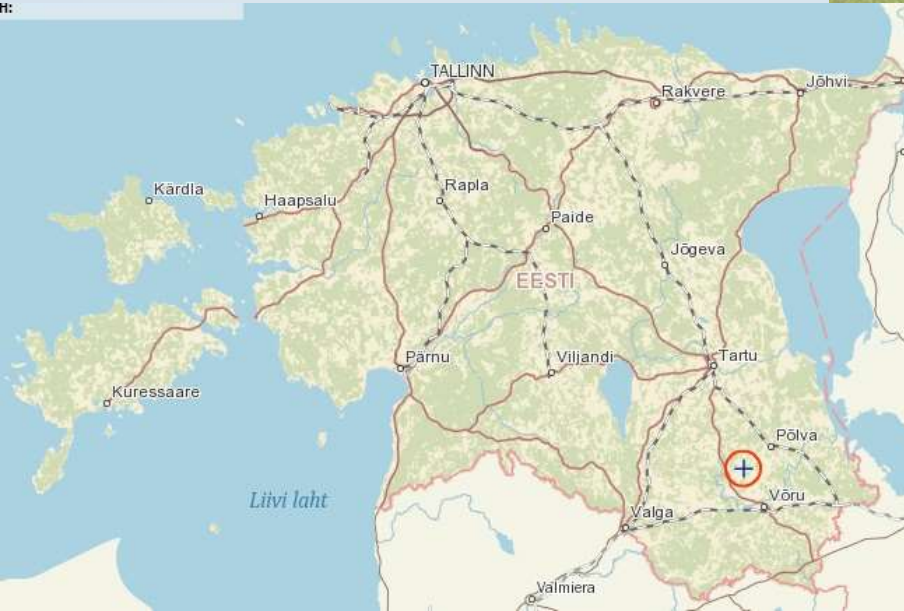 H:
TALLINN
Jõhvi
Rakvere
Kärdla
Rapla
Haapsalu
Paide
Jõgeva
EESTI
Pärnu
Viljandi
Tartu
Kuressaare
Põlva
Liivi laht
Võru
Valga
Valmiera